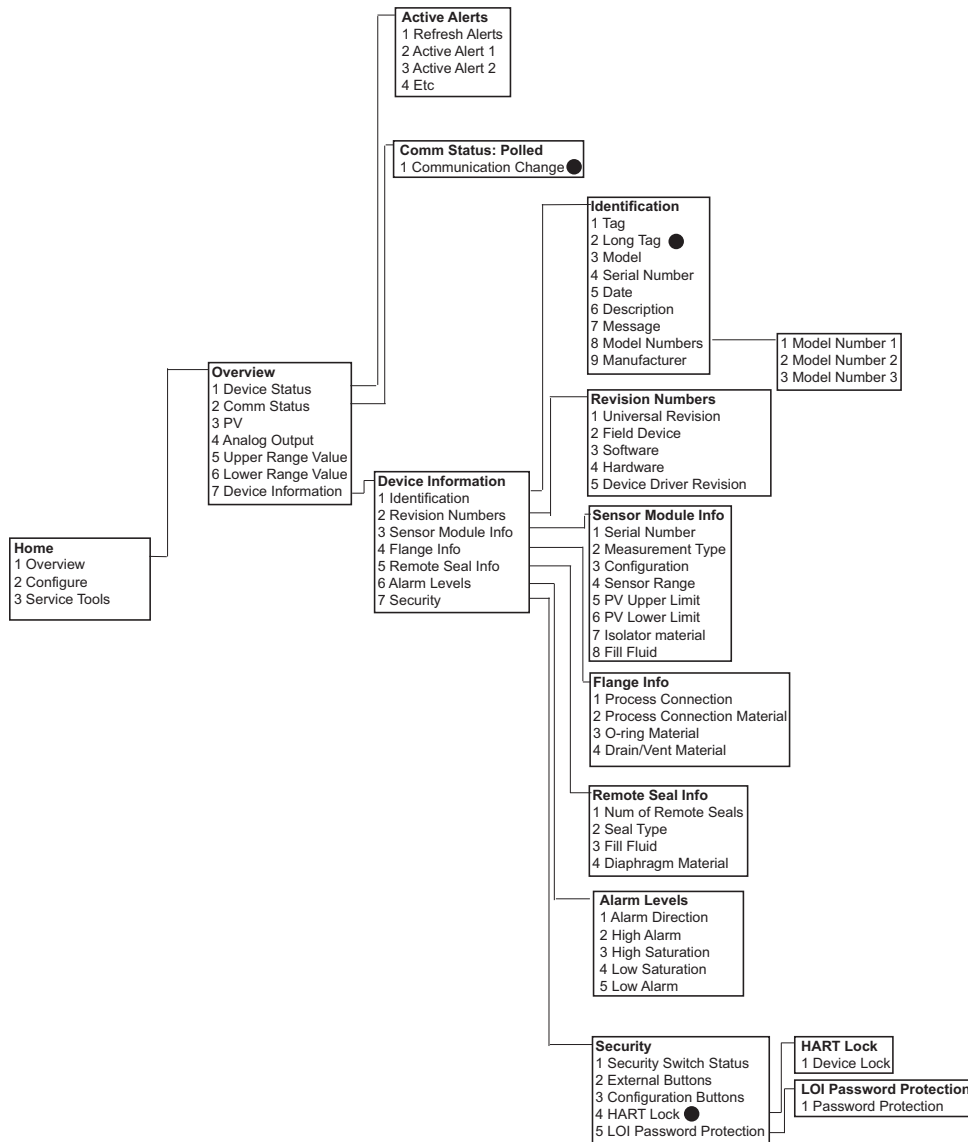 Active Alerts
1 Refresh Alerts
2 Active Alert 1
3 Active Alert 2
4 Etc
Comm Status: Polled
1 Communication Change
Identification
1 Tag
2 Long Tag
3 Model
4 Serial Number
5 Date
6 Description
7 Message
8 Model Numbers
9 Manufacturer
1 Model Number 1
2 Model Number 2
3 Model Number 3
Overview
1 Device Status
2 Comm Status
3 PV
4 Analog Output
5 Upper Range Value
6 Lower Range Value
7 Device Information
Revision Numbers
1 Universal Revision
2 Field Device
3 Software
4 Hardware
5 Device Driver Revision
Device Information
1 Identification
2 Revision Numbers
3 Sensor Module Info
4 Flange Info
5 Remote Seal Info
6 Alarm Levels
7 Security
Home
1 Overview
2 Configure
3 Service Tools
Sensor Module Info
1 Serial Number
2 Measurement Type
3 Configuration
4 Sensor Range
5 PV Upper Limit
6 PV Lower Limit
7 Isolator material
8 Fill Fluid
Flange Info
1 Process Connection
2 Process Connection Material
3 O-ring Material
4 Drain/Vent Material
Remote Seal Info
1 Num of Remote Seals
2 Seal Type
3 Fill Fluid
4 Diaphragm Material
Alarm Levels
1 Alarm Direction
2 High Alarm
3 High Saturation
4 Low Saturation
5 Low Alarm
Security
1 Security Switch Status
2 External Buttons
3 Configuration Buttons
4 HART Lock
5 LOI Password Protection
HART Lock
1 Device Lock
LOI Password Protection
1 Password Protection